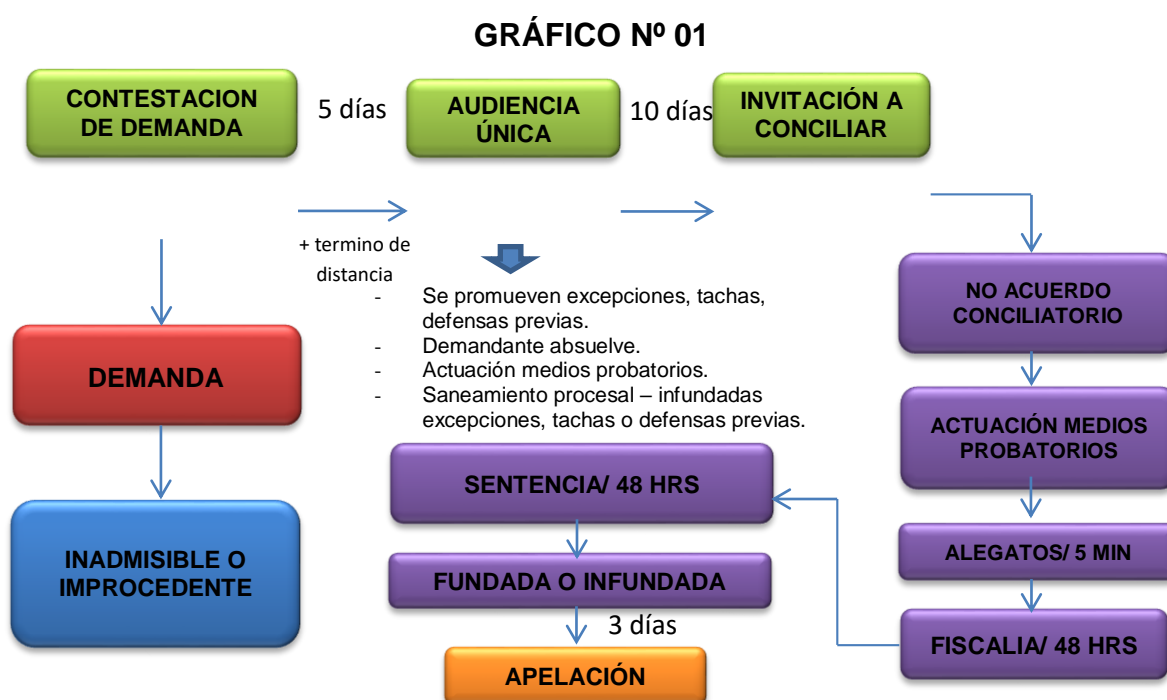 GRÁFICO Nº 01
CONTESTACION
DE DEMANDA
5 días
AUDIENCIA
ÚNICA
10 días
INVITACIÓN A
CONCILIAR
+ termino de
distancia
- Se promueven excepciones, tachas,
defensas previas.
- Demandante absuelve.
- Actuación medios probatorios.
- Saneamiento procesal – infundadas
excepciones, tachas o defensas previas.
DEMANDA
INADMISIBLE O
IMPROCEDENTE
NO ACUERDO
CONCILIATORIO
ACTUACIÓN MEDIOS
PROBATORIOS
ALEGATOS/ 5 MIN
FISCALIA/ 48 HRS
SENTENCIA/ 48 HRS
FUNDADA O INFUNDADA
3 días
APELACIÓN